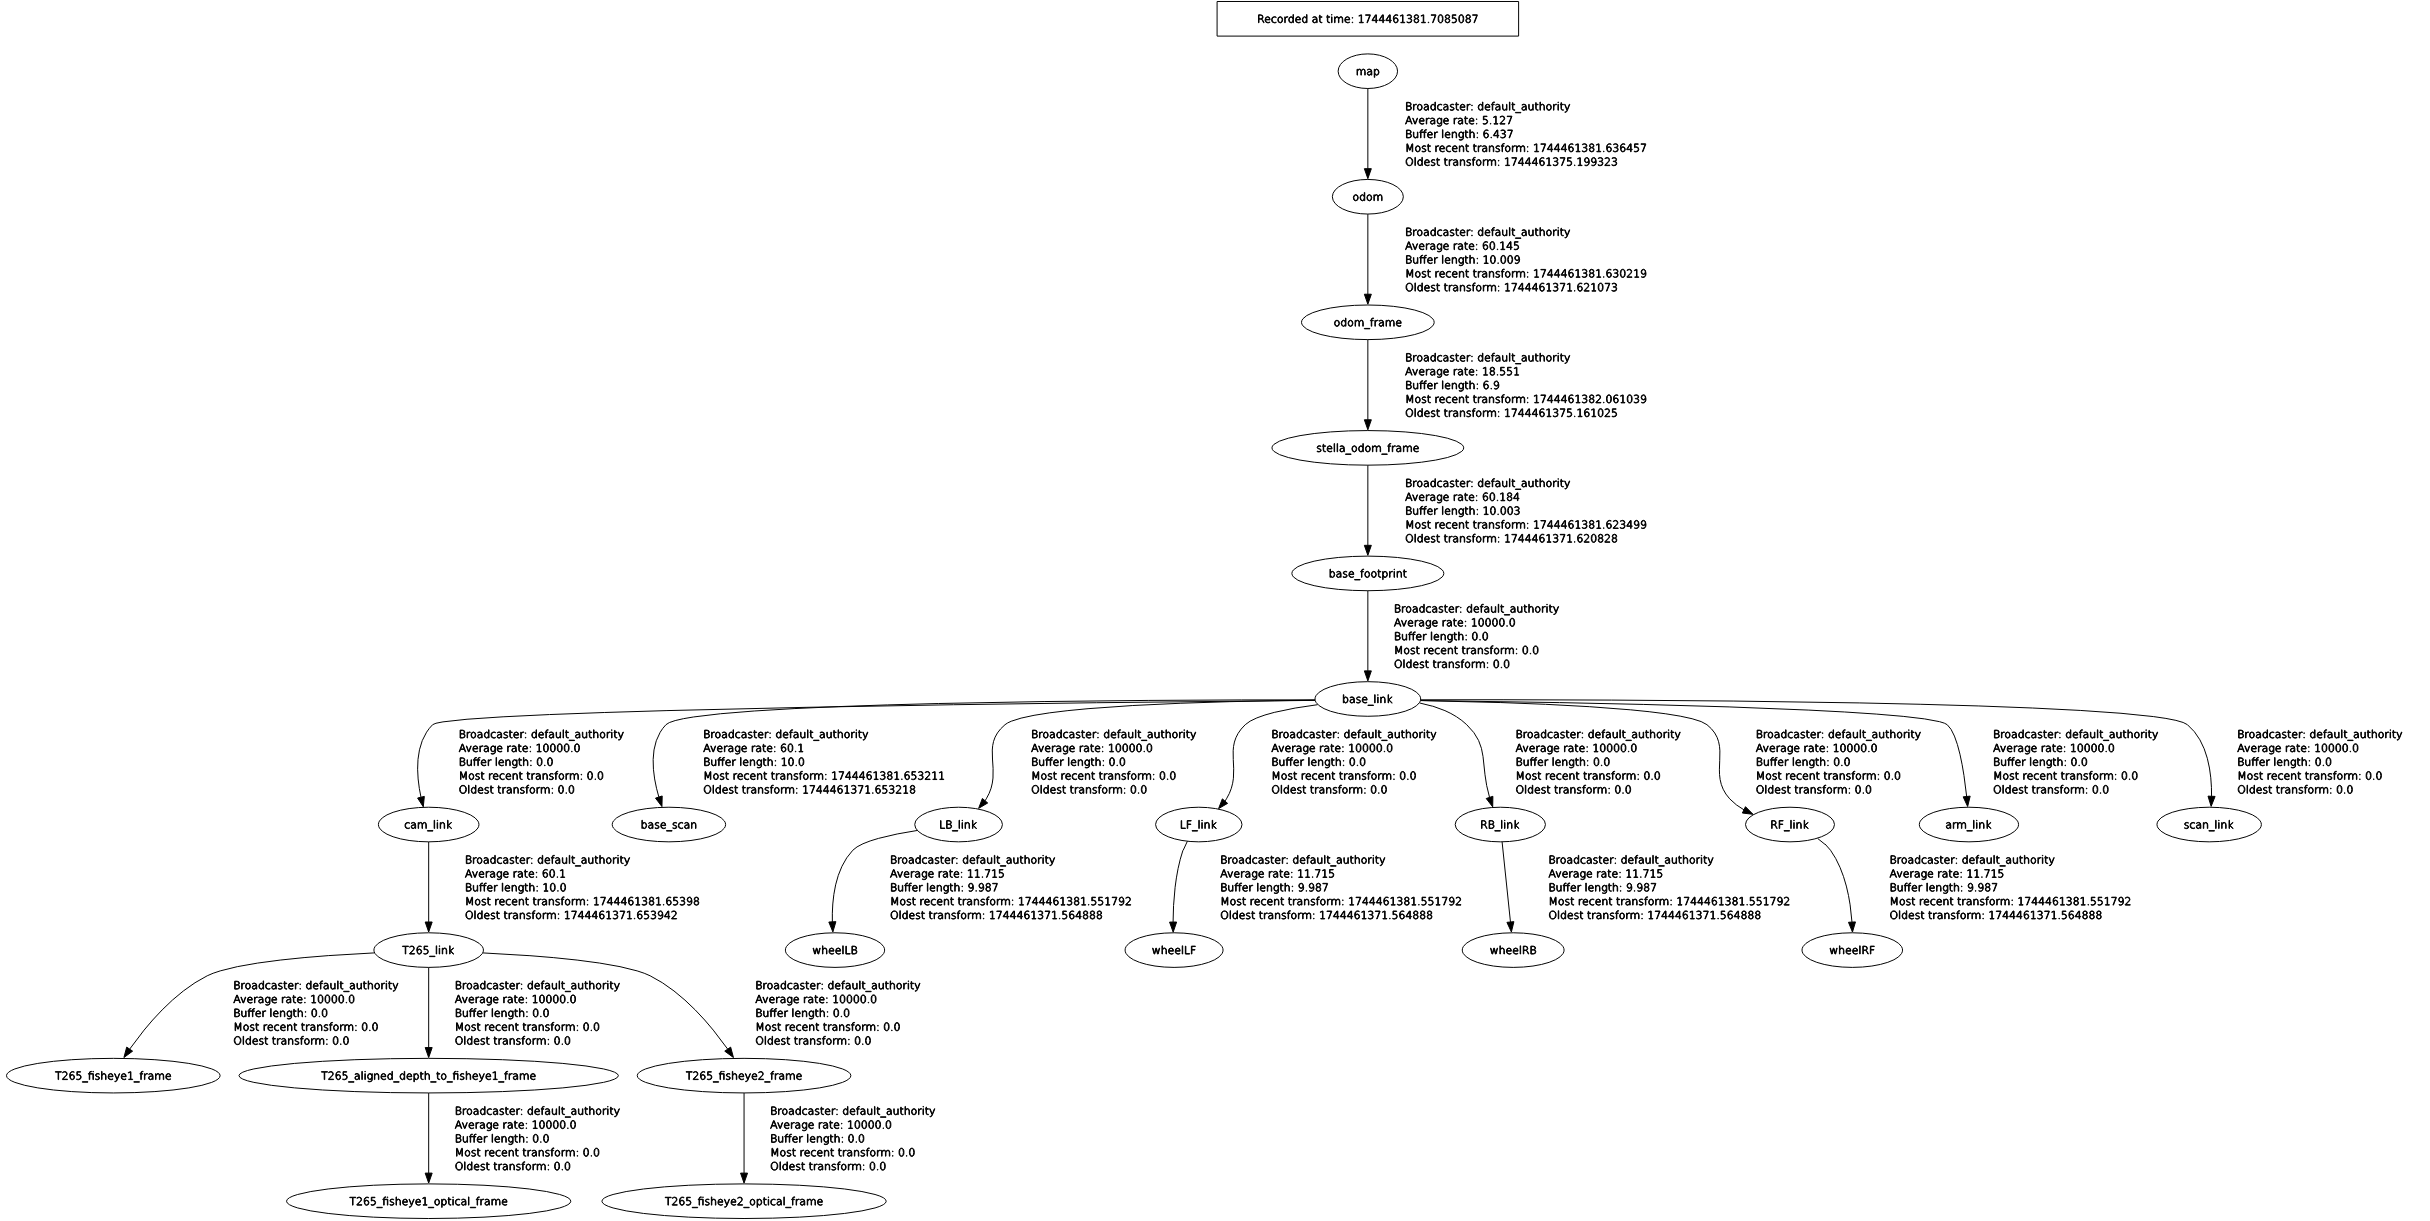 Recorded at time: 1744461381.7085087
map
Broadcaster: default_authority
Average rate: 5.127
Buffer length: 6.437
Most recent transform: 1744461381.636457
Oldest transform: 1744461375.199323
odom
Broadcaster: default_authority
Average rate: 60.145
Buffer length: 10.009
Most recent transform: 1744461381.630219
Oldest transform: 1744461371.621073
odom_frame
Broadcaster: default_authority
Average rate: 18.551
Buffer length: 6.9
Most recent transform: 1744461382.061039
Oldest transform: 1744461375.161025
stella_odom_frame
Broadcaster: default_authority
Average rate: 60.184
Buffer length: 10.003
Most recent transform: 1744461381.623499
Oldest transform: 1744461371.620828
base_footprint
Broadcaster: default_authority
Average rate: 10000.0
Buffer length: 0.0
Most recent transform: 0.0
Oldest transform: 0.0
base_link
Broadcaster: default_authority
Average rate: 10000.0
Buffer length: 0.0
Most recent transform: 0.0
Oldest transform: 0.0
Broadcaster: default_authority
Average rate: 60.1
Buffer length: 10.0
Most recent transform: 1744461381.653211
Oldest transform: 1744461371.653218
Broadcaster: default_authority
Average rate: 10000.0
Buffer length: 0.0
Most recent transform: 0.0
Oldest transform: 0.0
Broadcaster: default_authority
Average rate: 10000.0
Buffer length: 0.0
Most recent transform: 0.0
Oldest transform: 0.0
Broadcaster: default_authority
Average rate: 10000.0
Buffer length: 0.0
Most recent transform: 0.0
Oldest transform: 0.0
Broadcaster: default_authority
Average rate: 10000.0
Buffer length: 0.0
Most recent transform: 0.0
Oldest transform: 0.0
Broadcaster: default_authority
Average rate: 10000.0
Buffer length: 0.0
Most recent transform: 0.0
Oldest transform: 0.0
Broadcaster: default_authority
Average rate: 10000.0
Buffer length: 0.0
Most recent transform: 0.0
Oldest transform: 0.0
cam_link
base_scan
LB_link
LF_link
RB_link
RF_link
arm_link
scan_link
Broadcaster: default_authority
Average rate: 60.1
Buffer length: 10.0
Most recent transform: 1744461381.65398
Oldest transform: 1744461371.653942
Broadcaster: default_authority
Average rate: 11.715
Buffer length: 9.987
Most recent transform: 1744461381.551792
Oldest transform: 1744461371.564888
Broadcaster: default_authority
Average rate: 11.715
Buffer length: 9.987
Most recent transform: 1744461381.551792
Oldest transform: 1744461371.564888
Broadcaster: default_authority
Average rate: 11.715
Buffer length: 9.987
Most recent transform: 1744461381.551792
Oldest transform: 1744461371.564888
Broadcaster: default_authority
Average rate: 11.715
Buffer length: 9.987
Most recent transform: 1744461381.551792
Oldest transform: 1744461371.564888
T265_link
wheelLB
wheelLF
wheelRB
wheelRF
Broadcaster: default_authority
Average rate: 10000.0
Buffer length: 0.0
Most recent transform: 0.0
Oldest transform: 0.0
Broadcaster: default_authority
Average rate: 10000.0
Buffer length: 0.0
Most recent transform: 0.0
Oldest transform: 0.0
Broadcaster: default_authority
Average rate: 10000.0
Buffer length: 0.0
Most recent transform: 0.0
Oldest transform: 0.0
T265_fisheye1_frame
T265_aligned_depth_to_fisheye1_frame
T265_fisheye2_frame
Broadcaster: default_authority
Average rate: 10000.0
Buffer length: 0.0
Most recent transform: 0.0
Oldest transform: 0.0
Broadcaster: default_authority
Average rate: 10000.0
Buffer length: 0.0
Most recent transform: 0.0
Oldest transform: 0.0
T265_fisheye1_optical_frame
T265_fisheye2_optical_frame